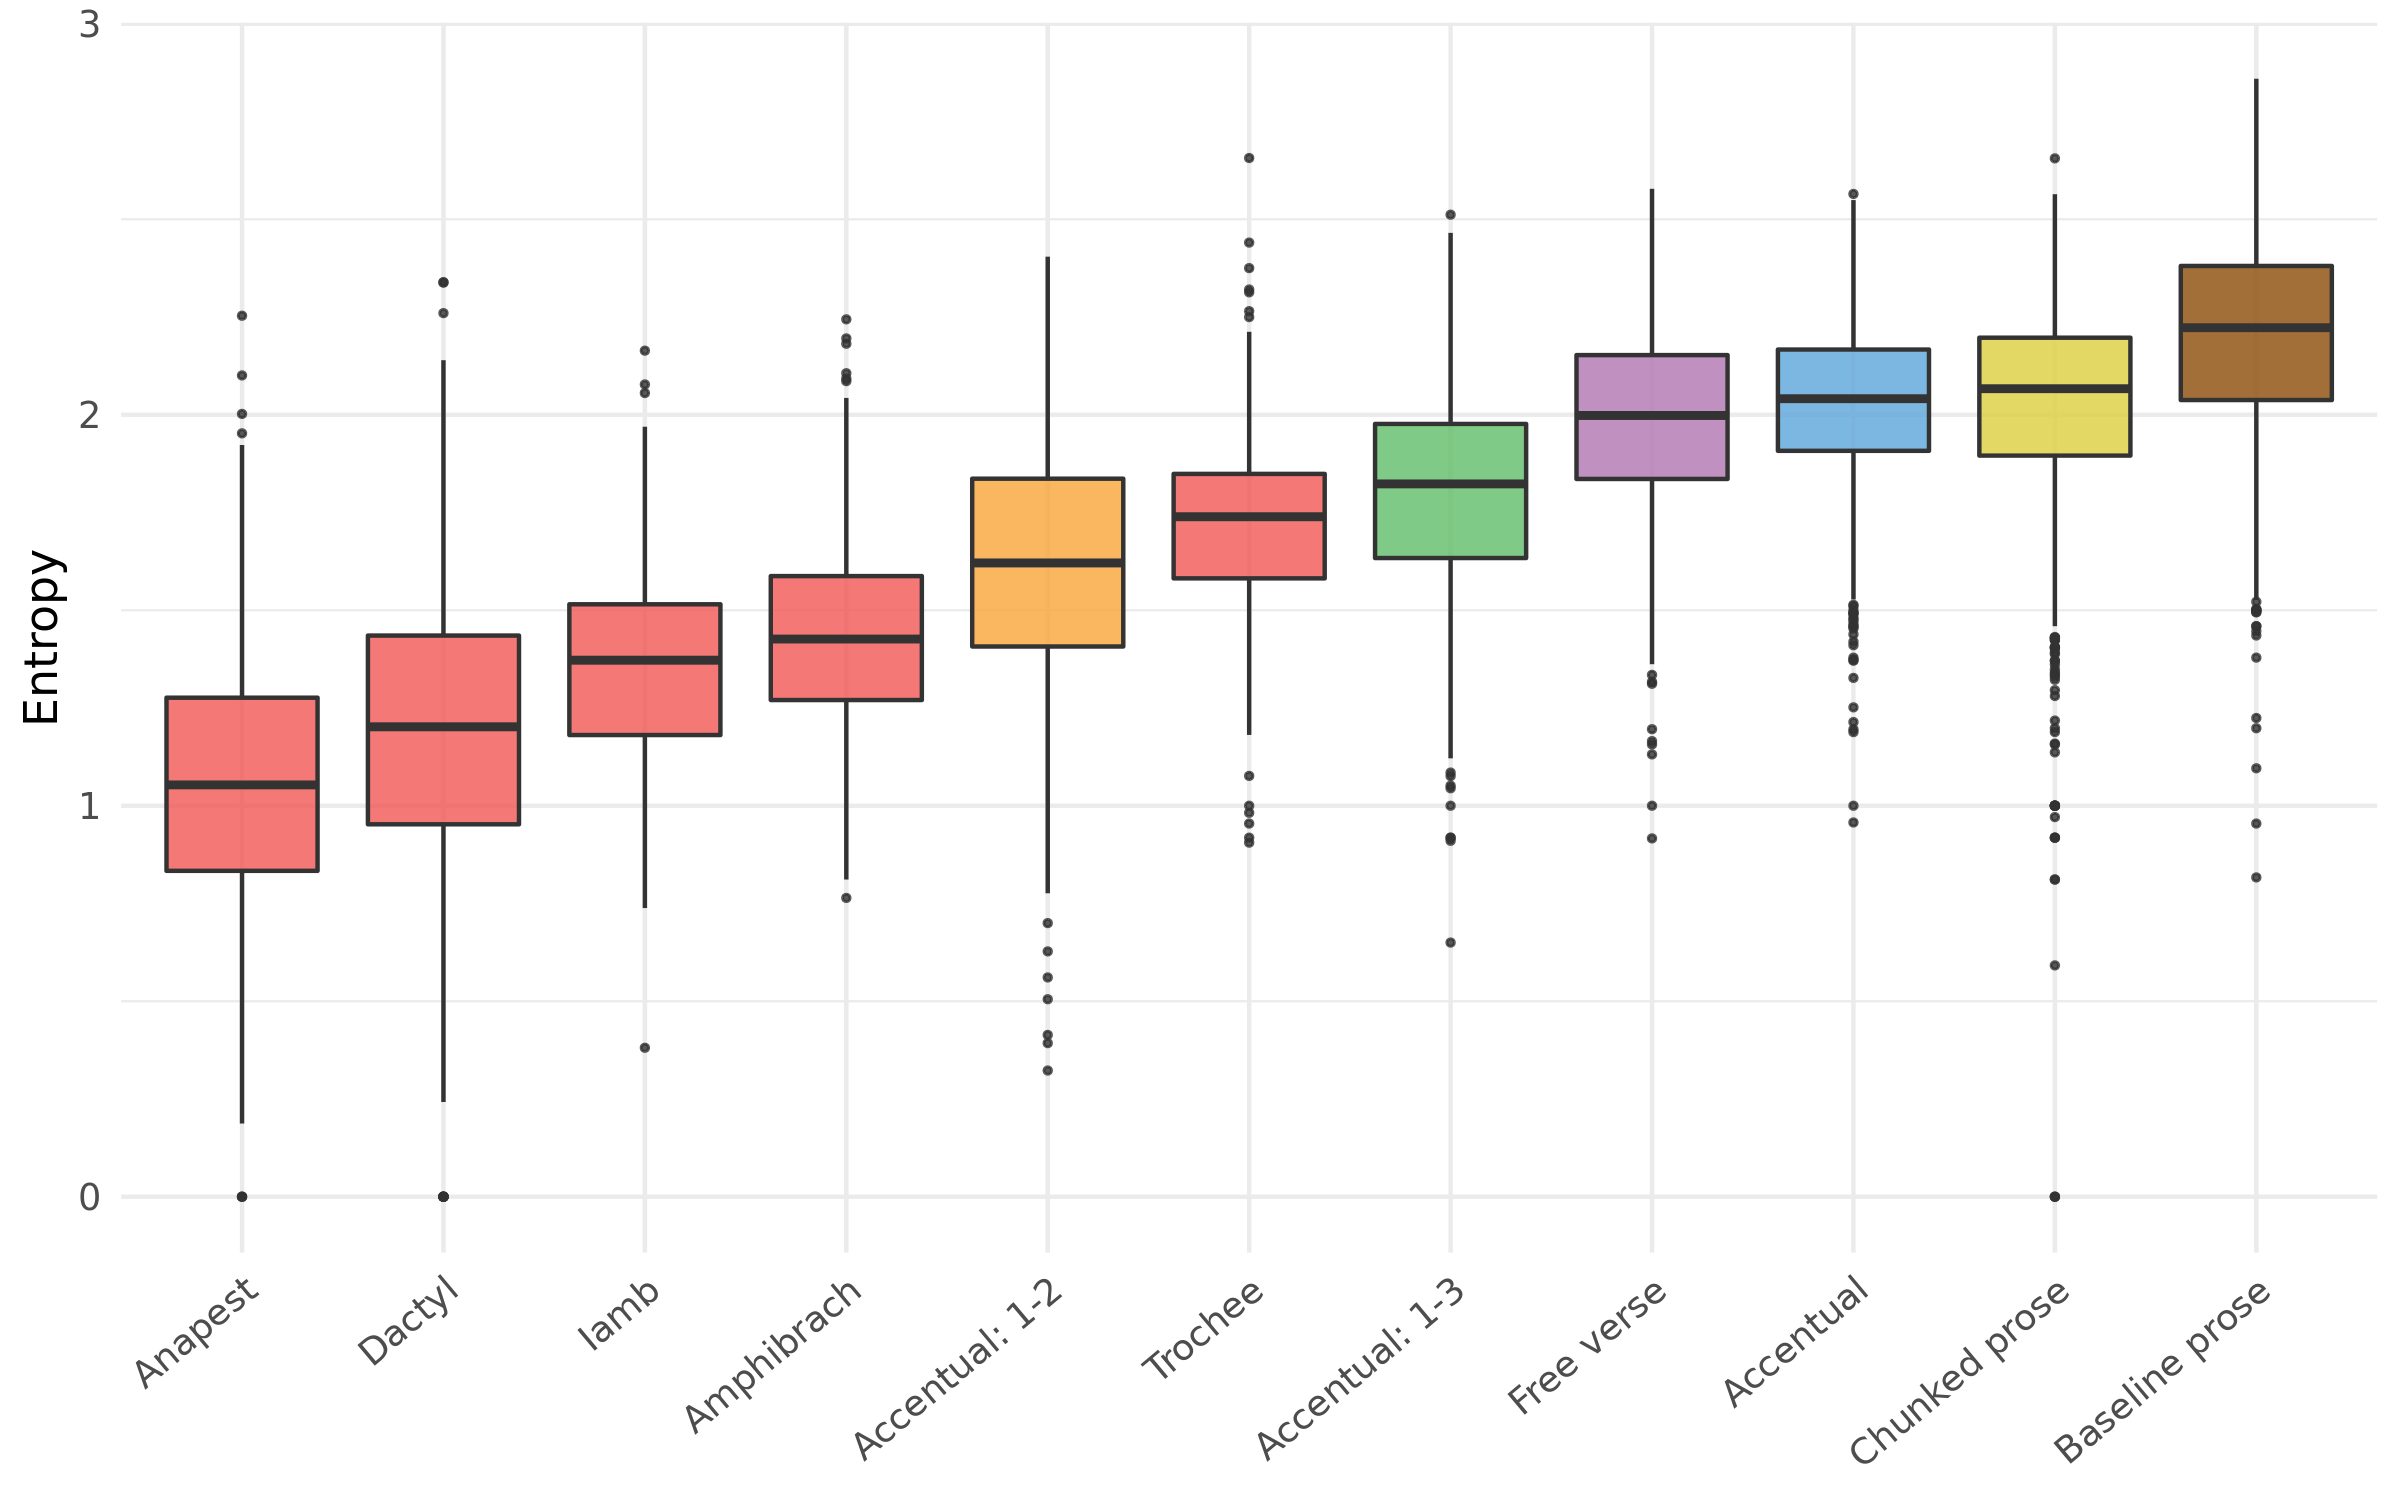 3
2
1
0
Entropy
Anapest
Dactyl
Iamb
Amphibrach
Accentual: 1-2
Trochee
Accentual: 1-3
Free verse
Accentual
Chunked prose
Baseline prose